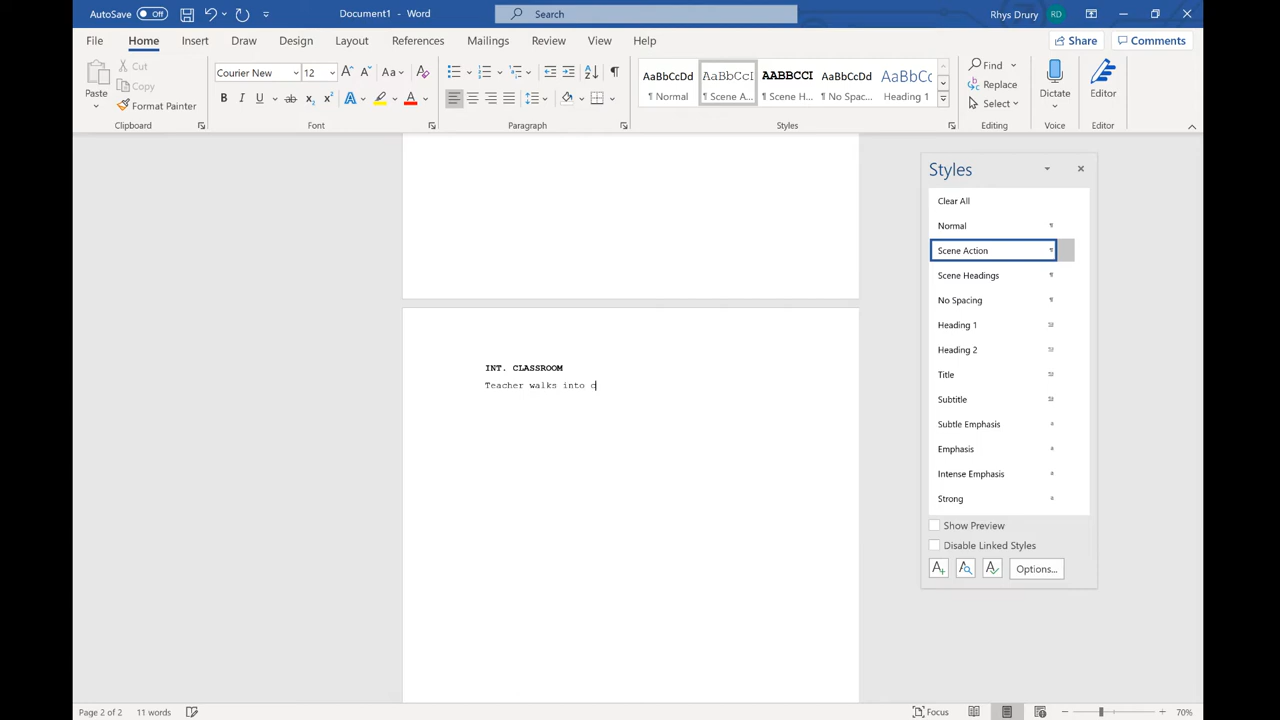 AutoSave Off
Document1 - Word
Search
Rhys Drury RD
File Home Insert Draw Design Layout References Mailings Review View Help
Share Comments
Paste
Cut
Copy
Format Painter
Clipboard
Courier New 12
Font
Paragraph
AaBbCcDd AaBbCcI AABBCCI AaBbCcDd AaBbCc
¶ Normal ¶ Scene A... ¶ Scene H... ¶ No Spac... Heading 1
Styles
Find
Replace
Select
Editing
Dictate
Voice
Editor
Editor
Styles
Clear All
Normal
Scene Action
Scene Headings
No Spacing
Heading 1
Heading 2
Title
Subtitle
Subtle Emphasis
Emphasis
Intense Emphasis
Strong
Show Preview
Disable Linked Styles
Options...
INT. CLASSROOM
Teacher walks into c
Page 2 of 2 11 words
Focus
70%